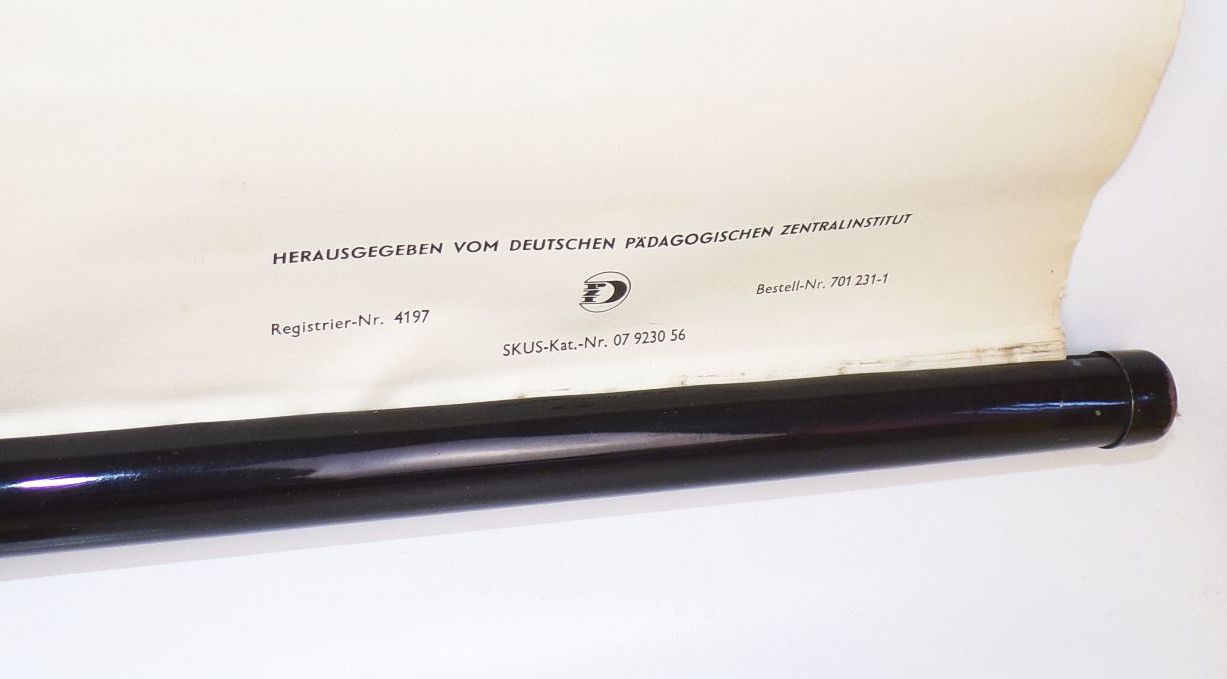 HERAUSGEGEBEN VOM DEUTSCHEN PÄDAGOGISCHEN ZENTRALINSTITUT
Registrier-Nr. 4197
Bestell-Nr. 701 231-1
SKUS-Kat.-Nr. 07 9230 56